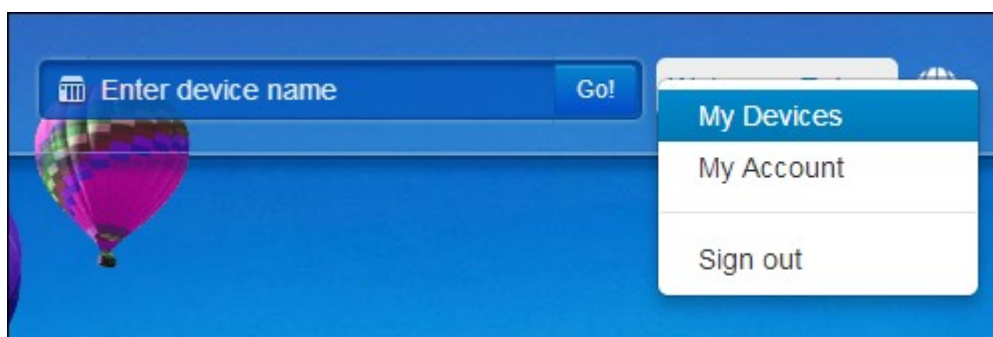 Enter device name
Go!
My Devices
My Account
Sign out